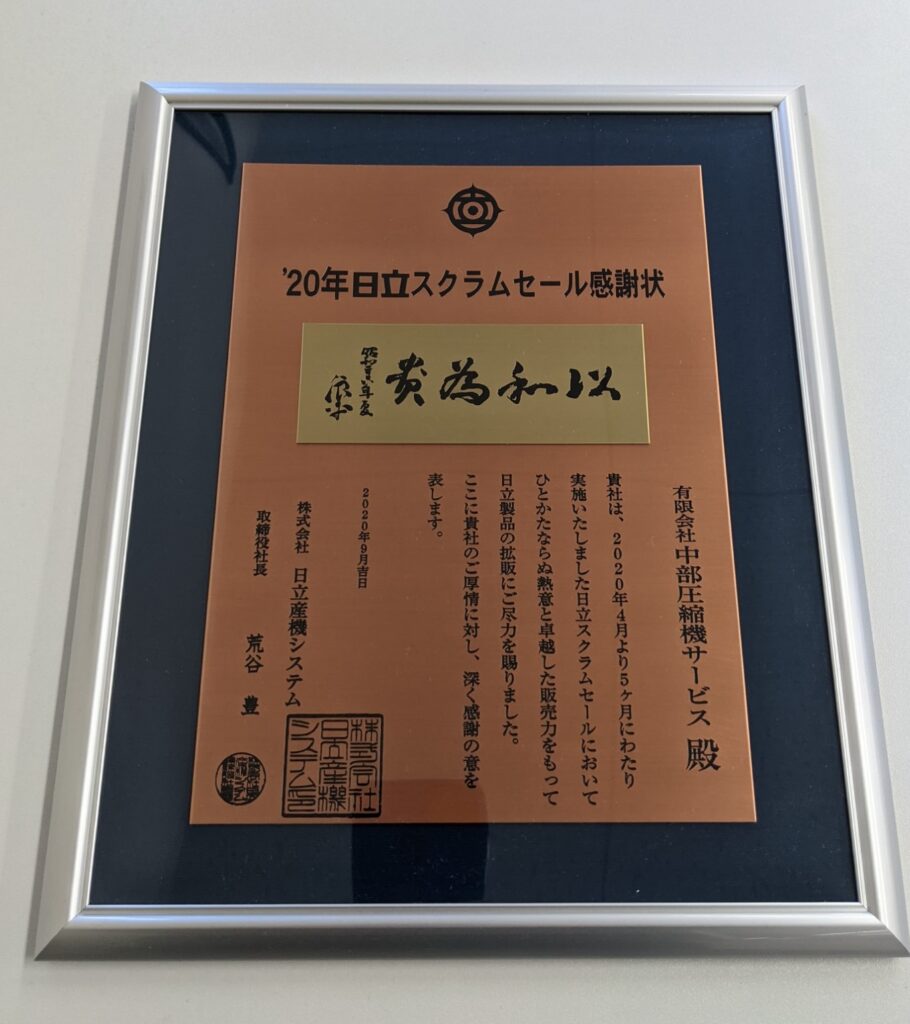 '20年日立スクラムセール感謝状
以和為貴
有限会社 中部圧縮機サービス 殿
貴社は、2020年4月より5ヶ月にわたり
実施いたしました日立スクラムセールにおいて
ひとかたならぬ熱意と卓越した販売力をもって
日立製品の拡販にご尽力を賜りました。
ここに貴社のご厚情に対し、深く感謝の意を
表します。
2020年9月吉日
株式会社 日立産機システム
取締役社長 荒谷 豊
株式会社
日立産機
システム印